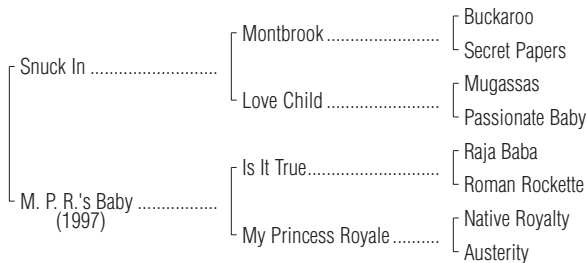 Buckaroo
Montbrook ........................
Secret Papers
Snuck In ...........................
Mugassas
Love Child ........................
Passionate Baby
Raja Baba
Is It True............................
Roman Rockette
M. P. R.'s Baby .................
(1997)
Native Royalty
My Princess Royale ..........
Austerity